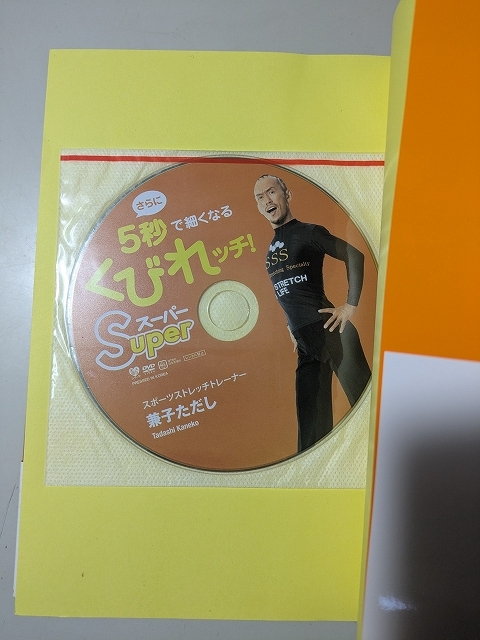 さらに
5秒で細くなる
くびれッチ!
スーパー
Super
DVD
スポーツストレッチトレーナー
兼子ただし
Tadashi Kaneko
SSS
STRETCH
LIFE